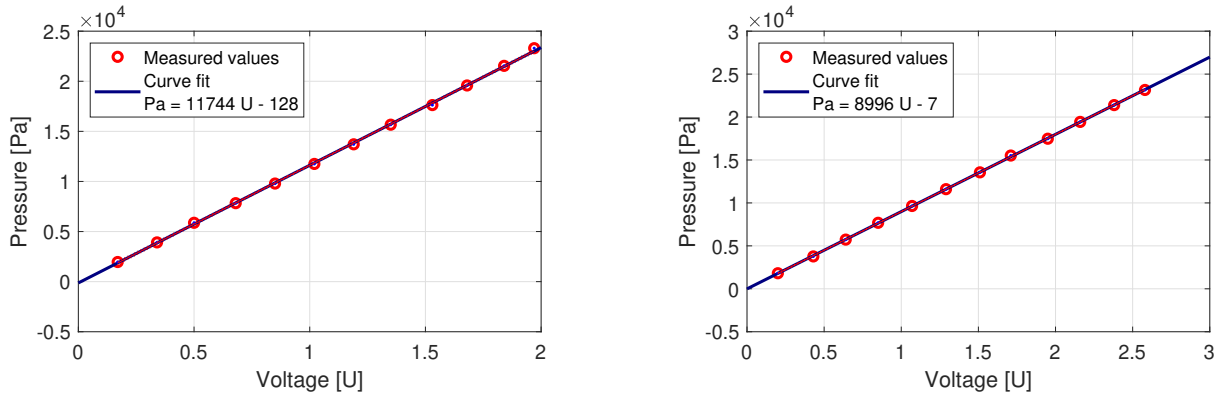 ×10⁴
2.5
2
1.5
1
0.5
0
-0.5
Pressure [Pa]
Measured values
Curve fit
Pa = 11744 U - 128
0 0.5 1 1.5 2
Voltage [U]
×10⁴
3
2.5
2
1.5
1
0.5
0
-0.5
Pressure [Pa]
Measured values
Curve fit
Pa = 8996 U - 7
0 0.5 1 1.5 2 2.5 3
Voltage [U]